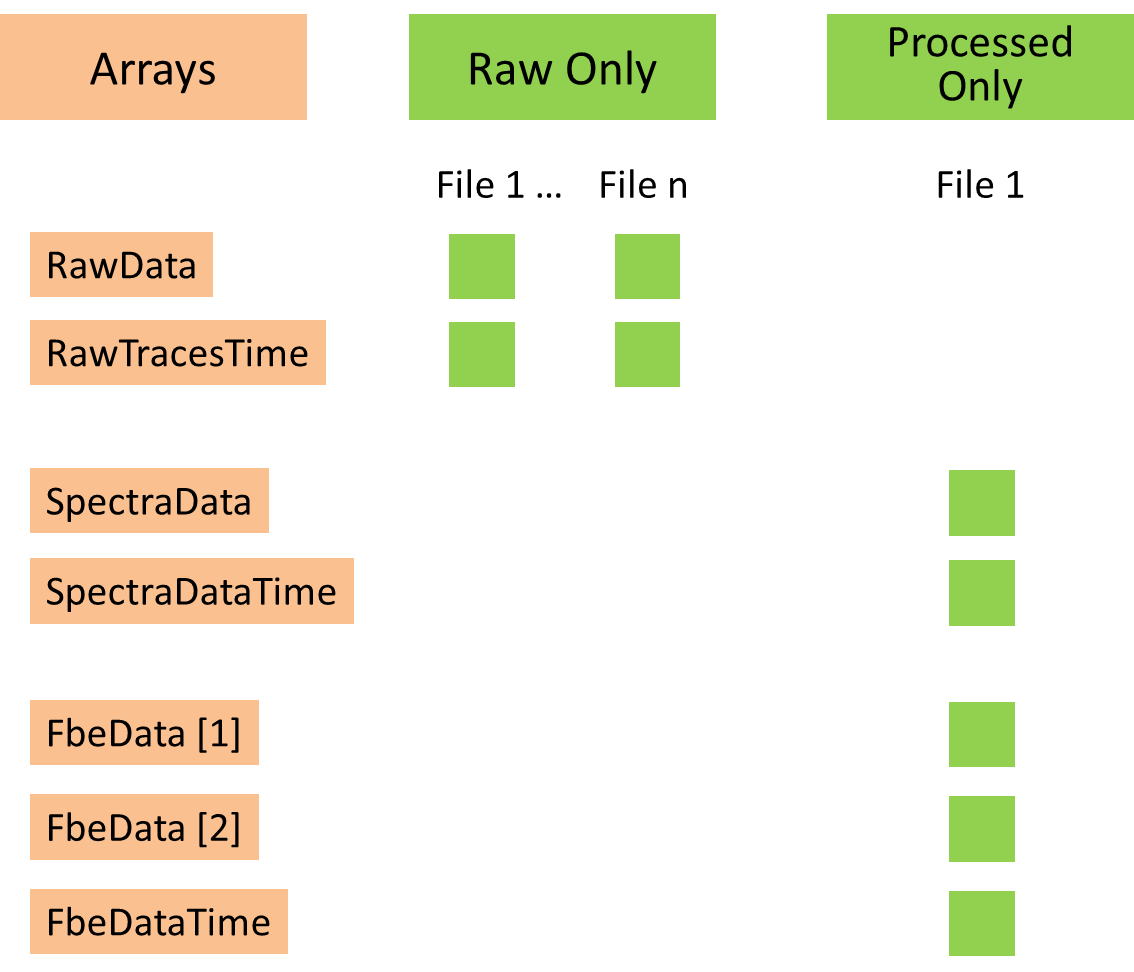 Arrays
Raw Only
Processed
Only
File 1 ...
File n
File 1
RawData
RawTracesTime
SpectraData
SpectraDataTime
FbeData [1]
FbeData [2]
FbeDataTime